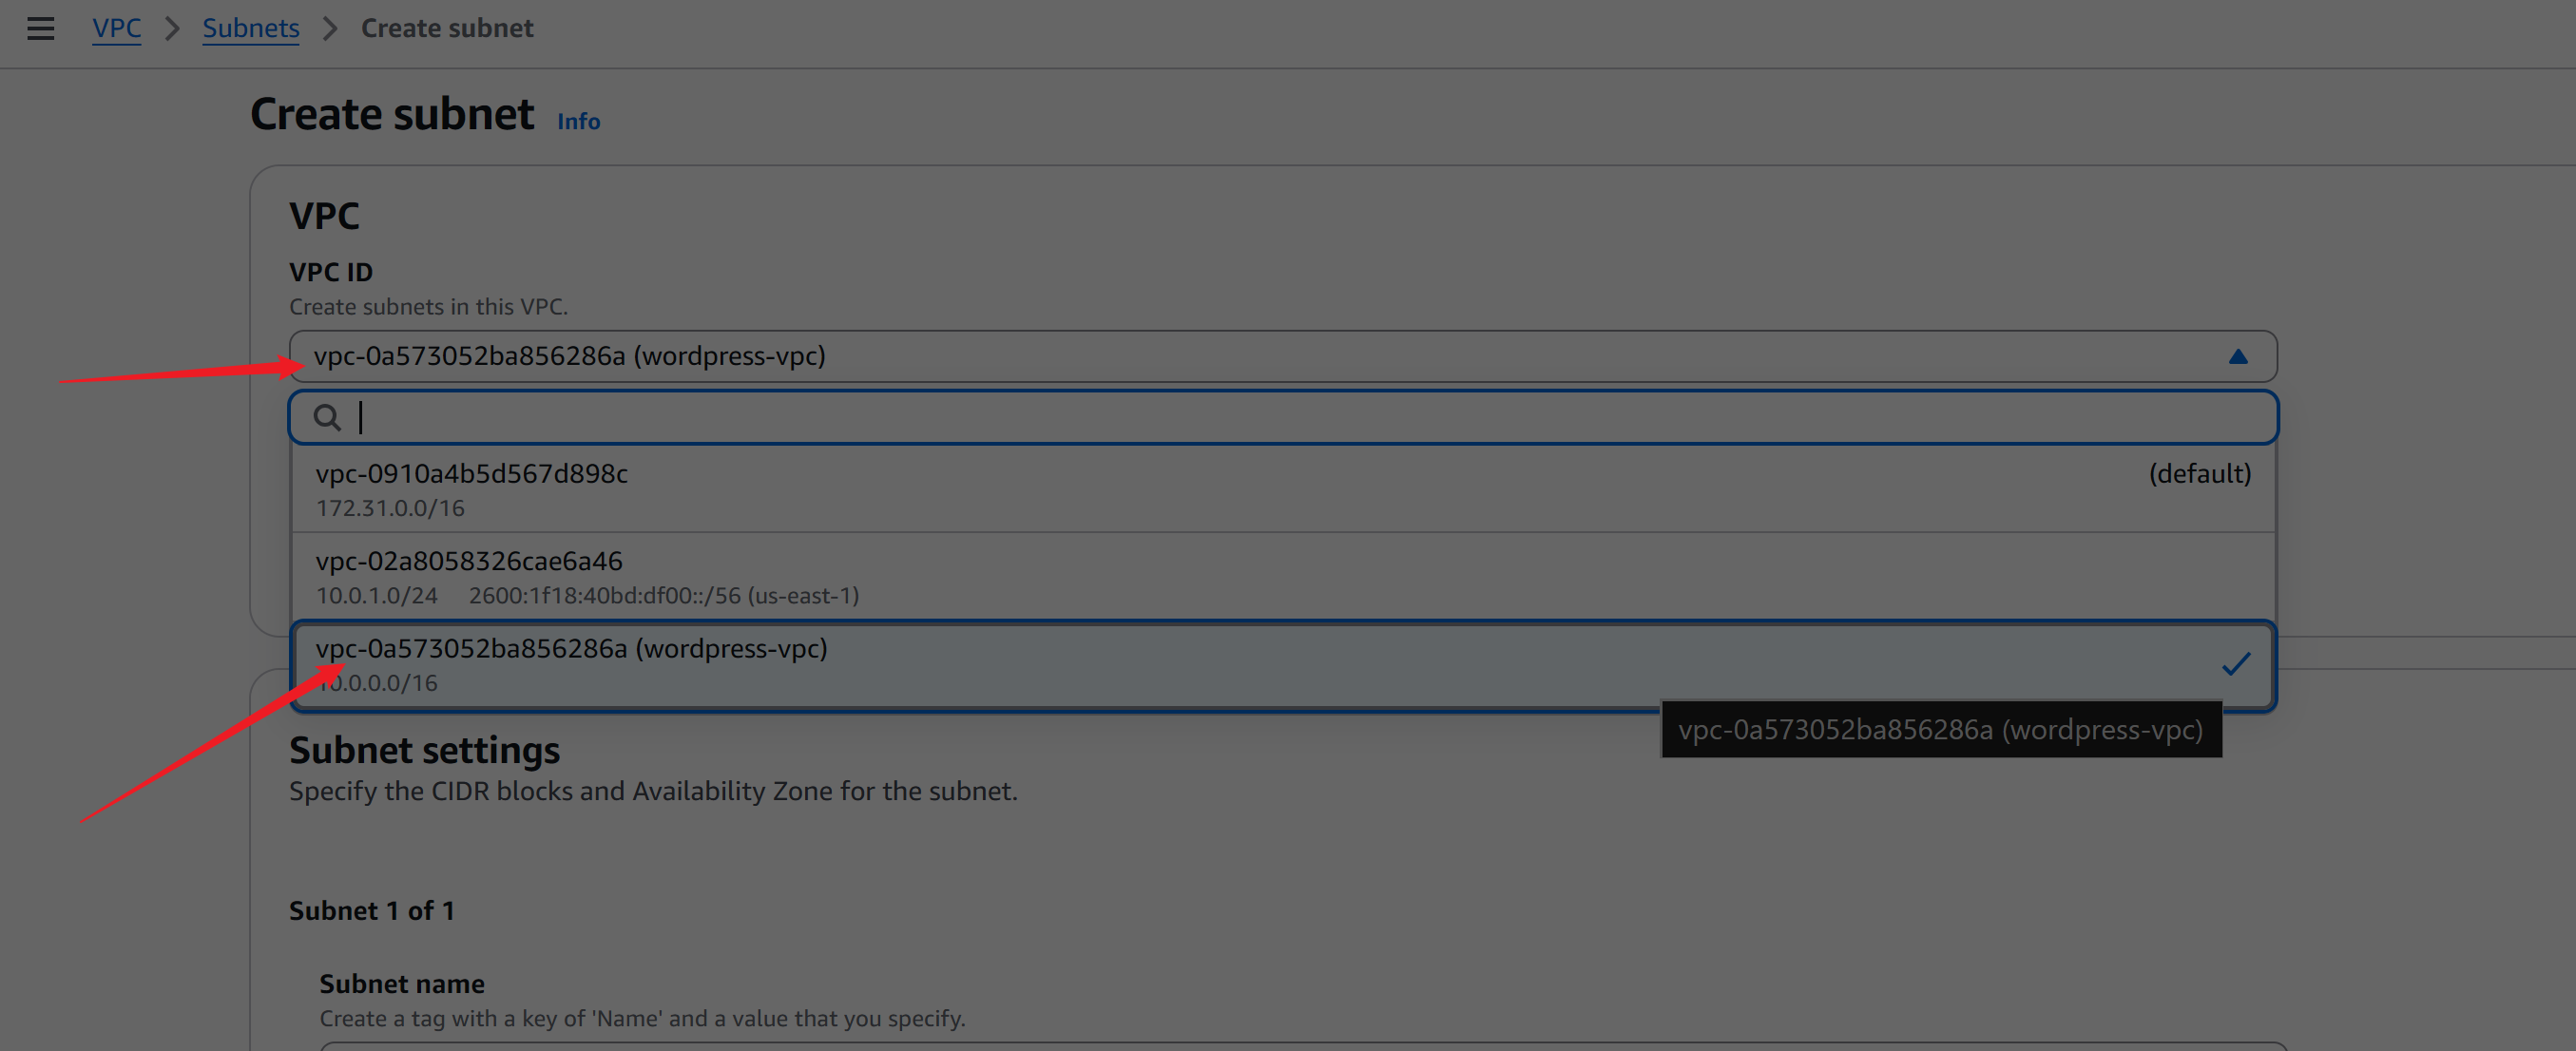 VPC > Subnets > Create subnet
Create subnet Info
VPC
VPC ID
Create subnets in this VPC.
vpc-0a573052ba856286a (wordpress-vpc)
vpc-0910a4b5d567d898c (default)
172.31.0.0/16
vpc-02a8058326cae6a46
10.0.1.0/24 2600:1f18:40bd:df00::/56 (us-east-1)
vpc-0a573052ba856286a (wordpress-vpc)
10.0.0.0/16
vpc-0a573052ba856286a (wordpress-vpc)
Subnet settings
Specify the CIDR blocks and Availability Zone for the subnet.
Subnet 1 of 1
Subnet name
Create a tag with a key of 'Name' and a value that you specify.